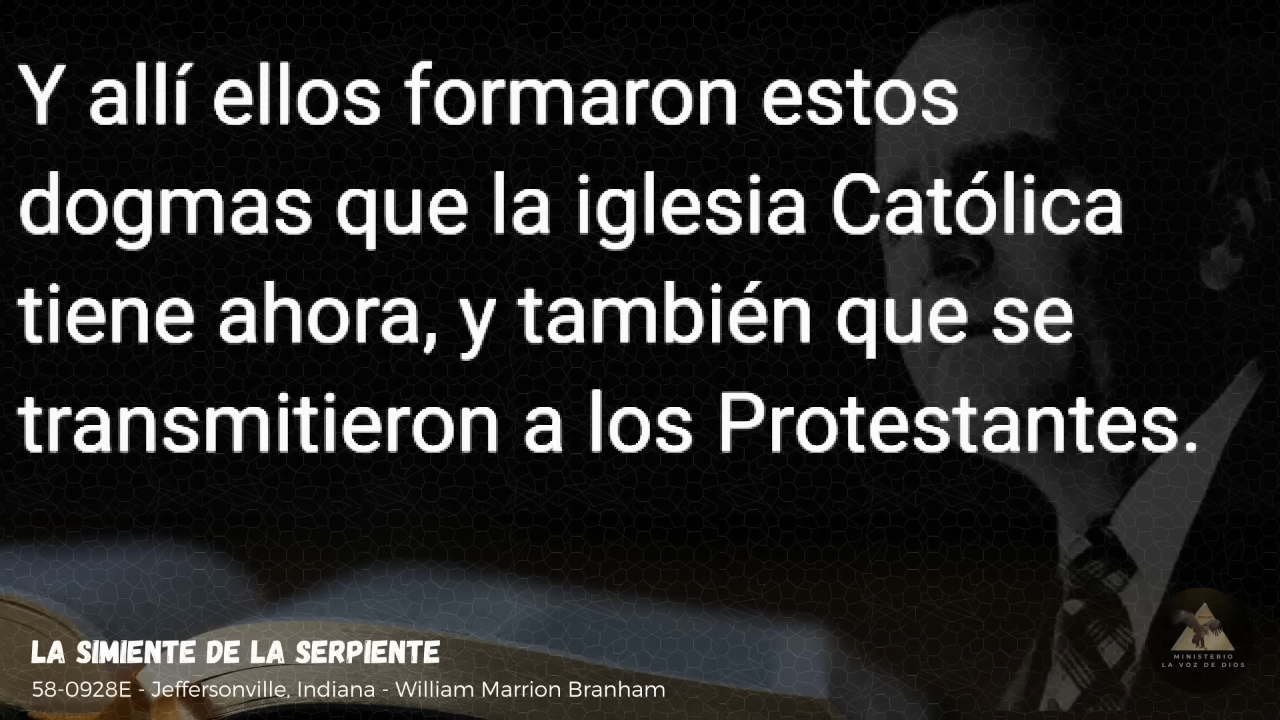 Y allí ellos formaron estos
dogmas que la iglesia Católica
tiene ahora, y también que se
transmitieron a los Protestantes.
LA SIMIENTE DE LA SERPIENTE
58-0928E - Jeffersonville, Indiana - William Marrion Branham
MINISTERIO
LA VOZ DE DIOS